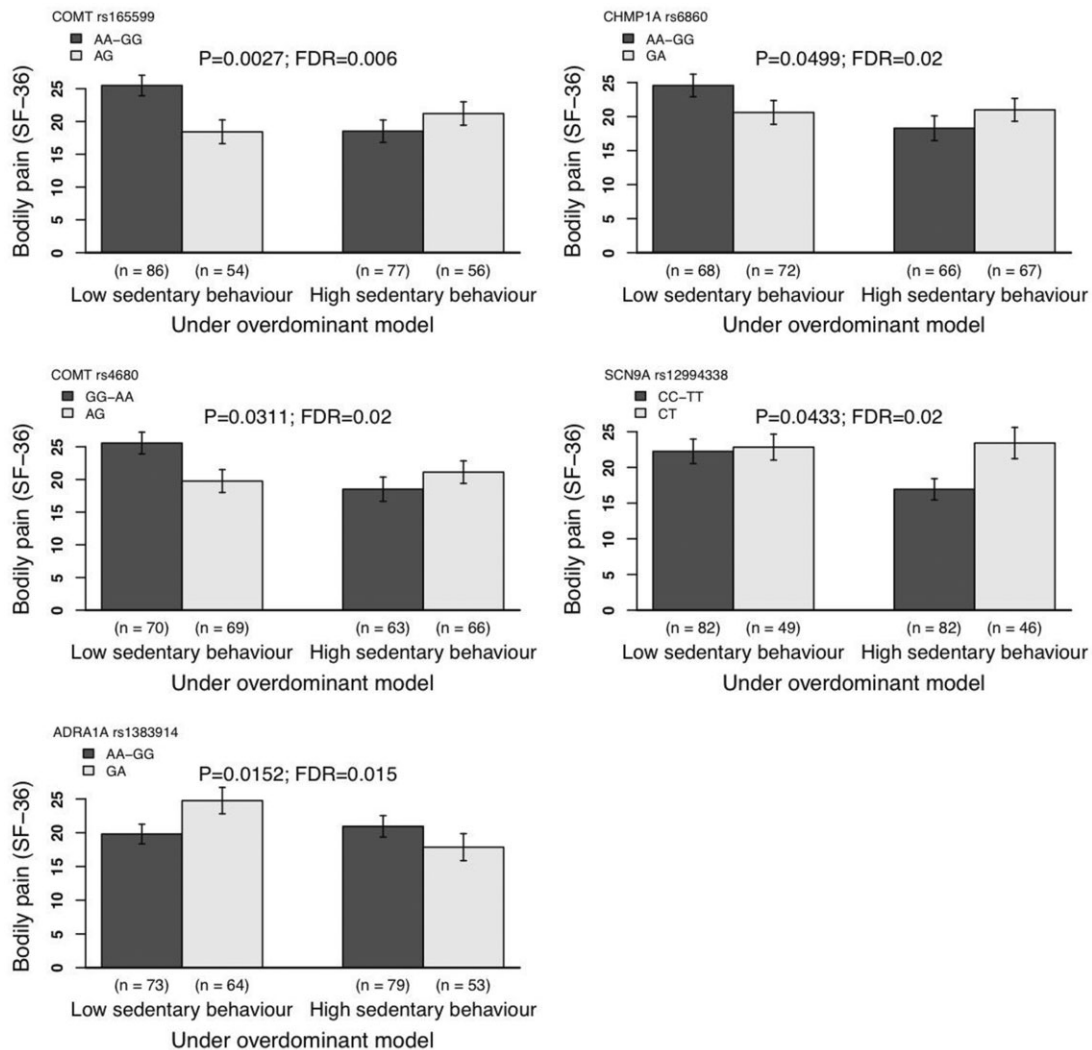 COMT rs165599
AA−GG
AG
P=0.0027; FDR=0.006
Bodily pain (SF−36)
25
20
15
10
5
0
(n = 86) (n = 54) (n = 77) (n = 56)
Low sedentary behaviour High sedentary behaviour
Under overdominant model
CHMP1A rs6860
AA−GG
GA
P=0.0499; FDR=0.02
Bodily pain (SF−36)
25
20
15
10
5
0
(n = 68) (n = 72) (n = 66) (n = 67)
Low sedentary behaviour High sedentary behaviour
Under overdominant model
COMT rs4680
GG−AA
AG
P=0.0311; FDR=0.02
Bodily pain (SF−36)
25
20
15
10
5
0
(n = 70) (n = 69) (n = 63) (n = 66)
Low sedentary behaviour High sedentary behaviour
Under overdominant model
SCN9A rs12994338
CC−TT
CT
P=0.0433; FDR=0.02
Bodily pain (SF−36)
25
20
15
10
5
0
(n = 82) (n = 49) (n = 82) (n = 46)
Low sedentary behaviour High sedentary behaviour
Under overdominant model
ADRA1A rs1383914
AA−GG
GA
P=0.0152; FDR=0.015
Bodily pain (SF−36)
25
20
15
10
5
0
(n = 73) (n = 64) (n = 79) (n = 53)
Low sedentary behaviour High sedentary behaviour
Under overdominant model